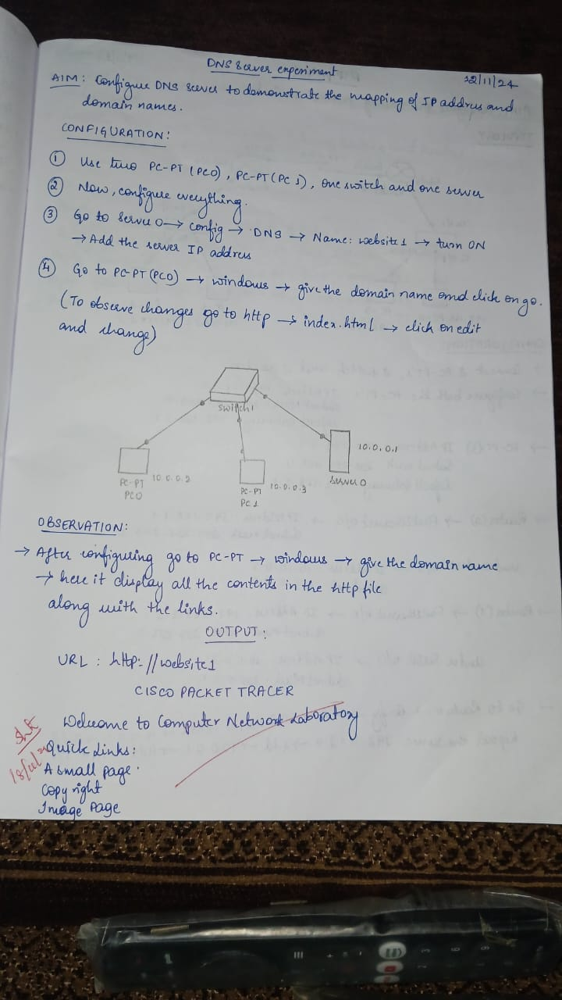 DNS Server experiment
12/11/24
AIM: Configure DNS Server to demonstrate the mapping of IP address and
domain names.
CONFIGURATION:
① Use two PC-PT (PC0), PC-PT (PC 1), one switch and one server
② Now, configure everything.
③ Go to Server 0 → config → DNS → Name: website1 → turn ON
→ Add the server IP address
④ Go to PC-PT (PC0) → windows → give the domain name and click on go.
(To observe changes go to http → index.html → click on edit
and change)
Switch1
10.0.0.1
Server 0
PC-PT 10.0.0.2
PC0
PC-PT 10.0.0.3
PC 1
OBSERVATION:
→ After configuring go to PC-PT → windows → give the domain name
→ here it display all the contents in the http file
along with the links.
OUTPUT:
URL : http://website1
CISCO PACKET TRACER
Welcome to Computer Network Laboratory
Quick Links:
A small page.
Copy right
Image Page